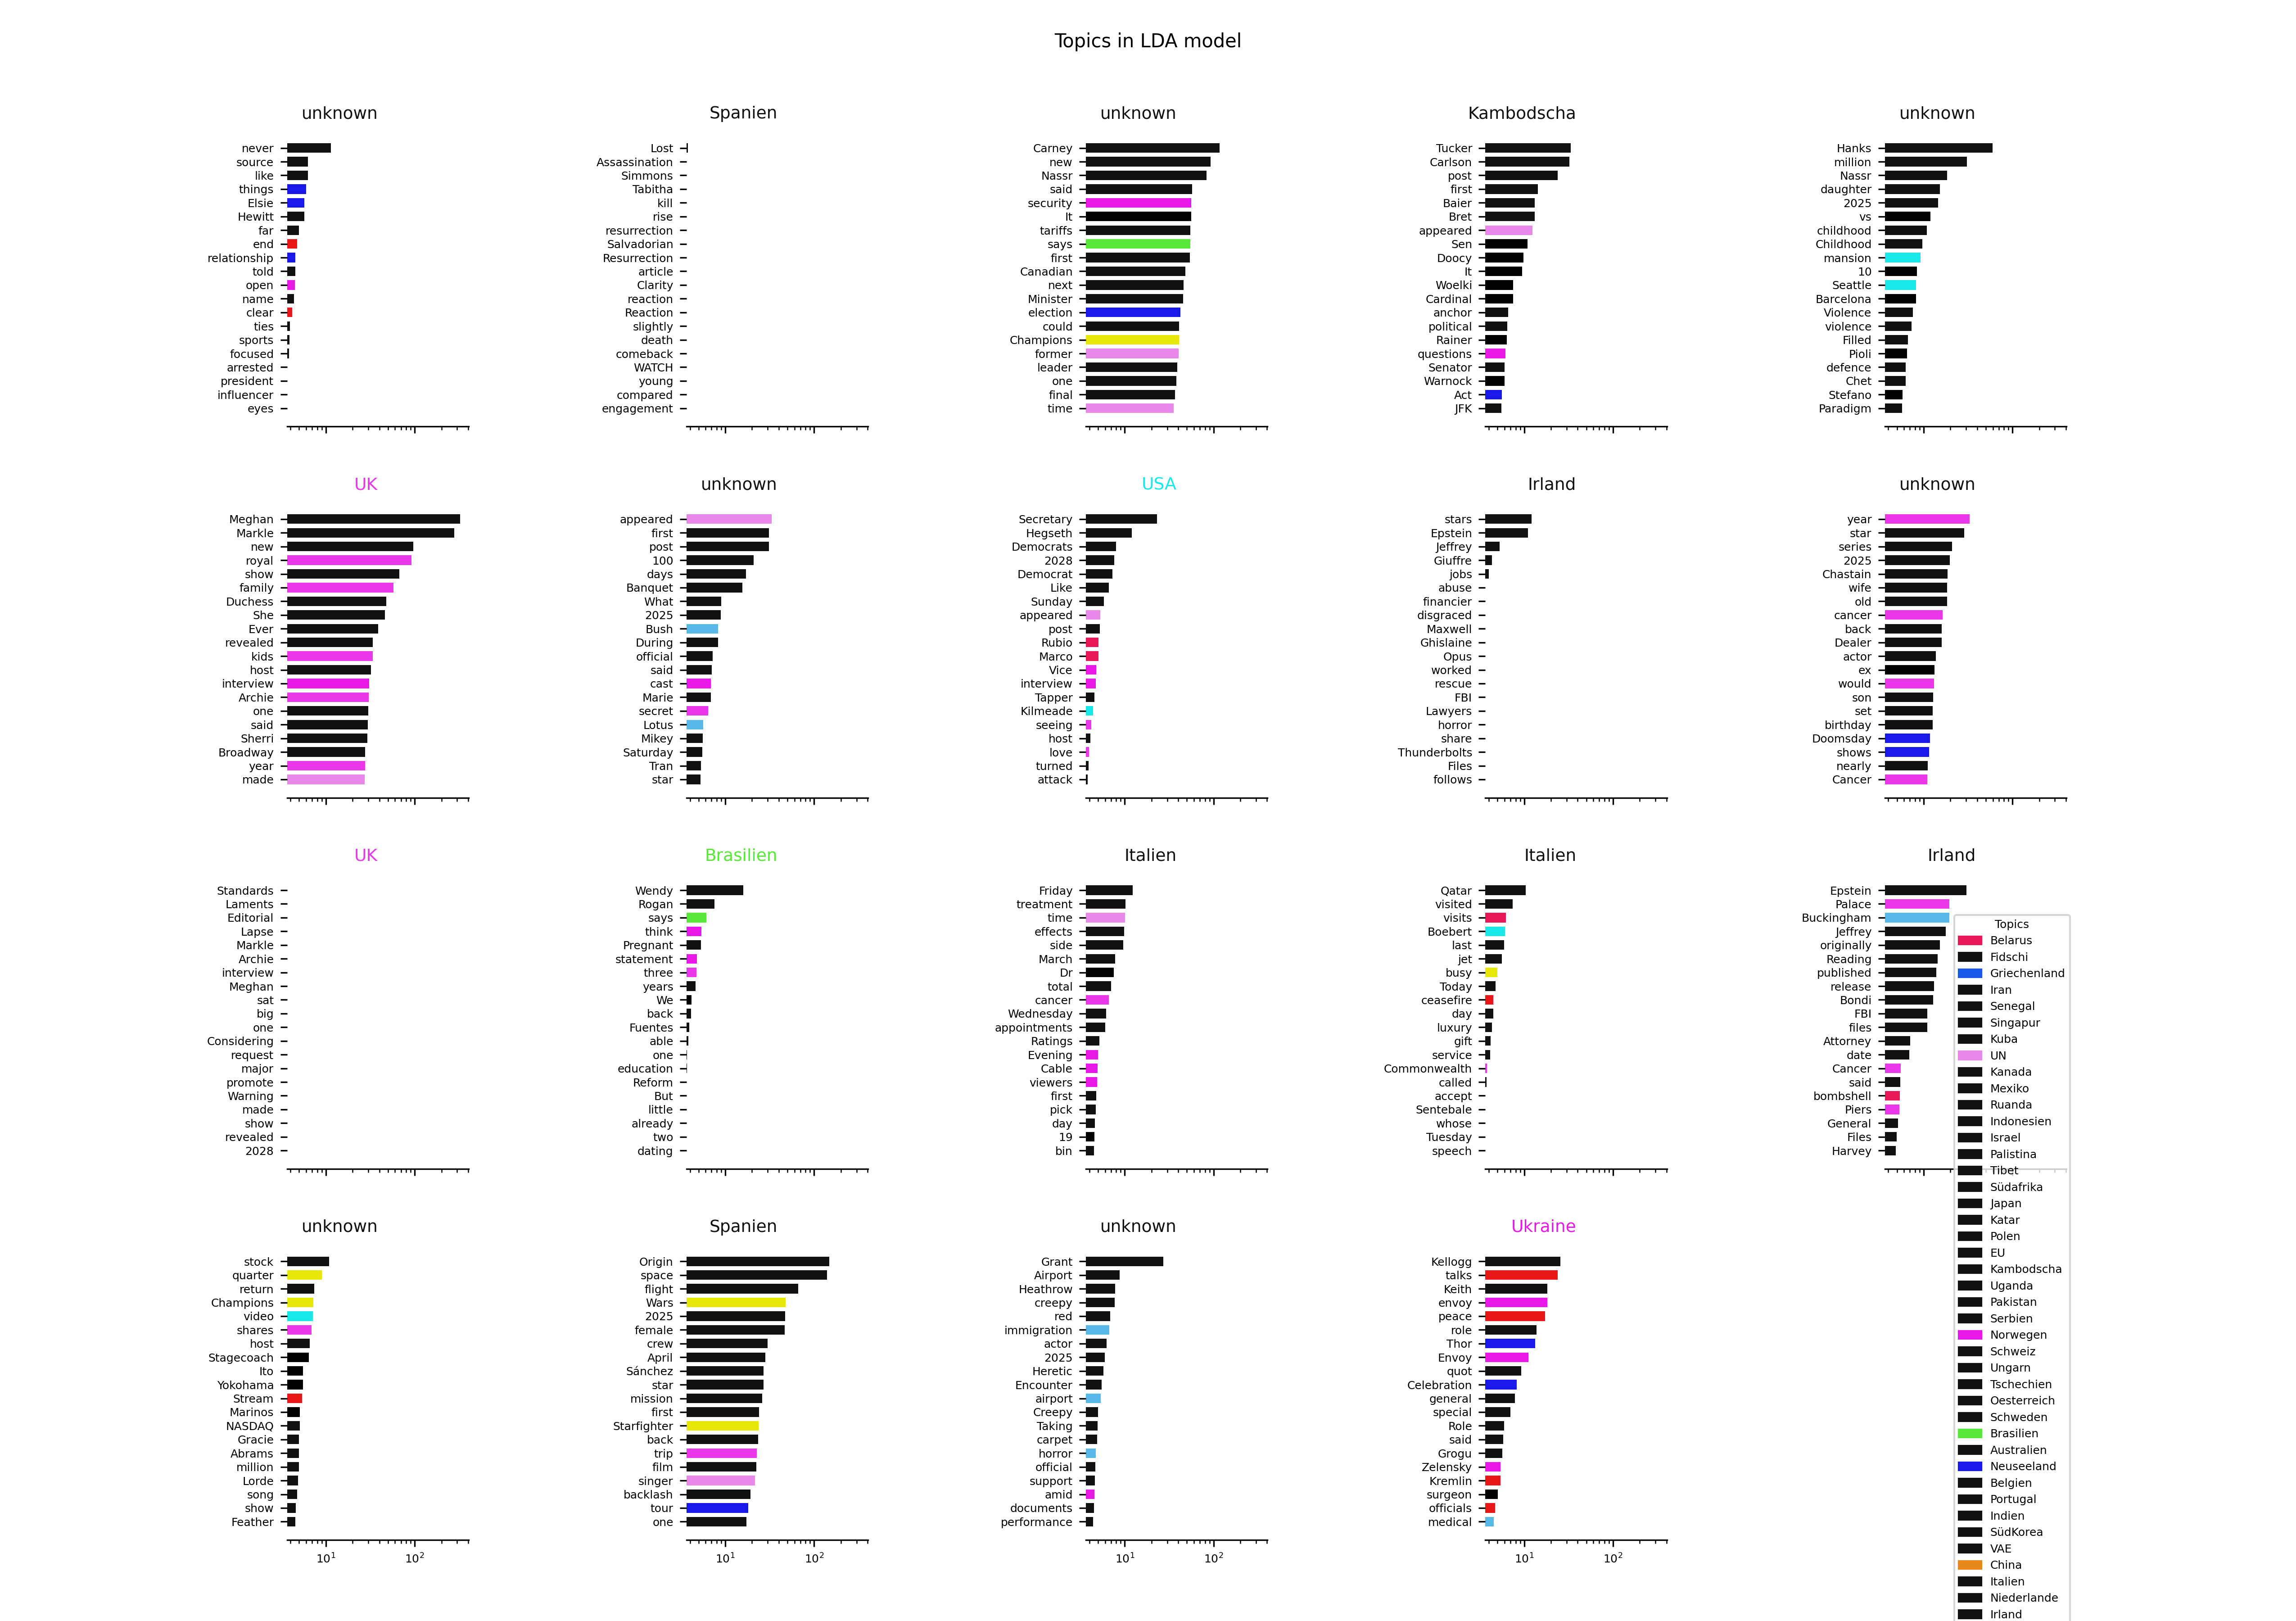 Topics in LDA model
unknown
never
source
like
things
Elsie
Hewitt
far
end
relationship
told
open
name
clear
ties
sports
focused
arrested
president
influencer
eyes
Spanien
Lost
Assassination
Simmons
Tabitha
kill
rise
resurrection
Salvadorian
Resurrection
article
Clarity
reaction
Reaction
slightly
death
comeback
WATCH
young
compared
engagement
unknown
Carney
new
Nassr
said
security
It
tariffs
says
first
Canadian
next
Minister
election
could
Champions
former
leader
one
final
time
Kambodscha
Tucker
Carlson
post
first
Baier
Bret
appeared
Sen
Doocy
It
Woelki
Cardinal
anchor
political
Rainer
questions
Senator
Warnock
Act
JFK
unknown
Hanks
million
Nassr
daughter
2025
vs
childhood
Childhood
mansion
10
Seattle
Barcelona
Violence
violence
Filled
Pioli
defence
Chet
Stefano
Paradigm
UK
Meghan
Markle
new
royal
show
family
Duchess
She
Ever
revealed
kids
host
interview
Archie
one
said
Sherri
Broadway
year
made
unknown
appeared
first
post
100
days
Banquet
What
2025
Bush
During
official
said
cast
Marie
secret
Lotus
Mikey
Saturday
Tran
star
USA
Secretary
Hegseth
Democrats
2028
Democrat
Like
Sunday
appeared
post
Rubio
Marco
Vice
interview
Tapper
Kilmeade
seeing
host
love
turned
attack
Irland
stars
Epstein
Jeffrey
Giuffre
jobs
abuse
financier
disgraced
Maxwell
Ghislaine
Opus
worked
rescue
FBI
Lawyers
horror
share
Thunderbolts
Files
follows
unknown
year
star
series
2025
Chastain
wife
old
cancer
back
Dealer
actor
ex
would
son
set
birthday
Doomsday
shows
nearly
Cancer
UK
Standards
Laments
Editorial
Lapse
Markle
Archie
interview
Meghan
sat
big
one
Considering
request
major
promote
Warning
made
show
revealed
2028
Brasilien
Wendy
Rogan
says
think
Pregnant
statement
three
years
We
back
Fuentes
able
one
education
Reform
But
little
already
two
dating
Italien
Friday
treatment
time
effects
side
March
Dr
total
cancer
Wednesday
appointments
Ratings
Evening
Cable
viewers
first
pick
day
19
bin
Italien
Qatar
visited
visits
Boebert
last
jet
busy
Today
ceasefire
day
luxury
gift
service
Commonwealth
called
accept
Sentebale
whose
Tuesday
speech
Irland
Epstein
Palace
Buckingham
Jeffrey
originally
Reading
published
release
Bondi
FBI
files
Attorney
date
Cancer
said
bombshell
Piers
General
Files
Harvey
unknown
stock
quarter
return
Champions
video
shares
host
Stagecoach
Ito
Yokohama
Stream
Marinos
NASDAQ
Gracie
Abrams
million
Lorde
song
show
Feather
10¹
10²
Spanien
Origin
space
flight
Wars
2025
female
crew
April
Sánchez
star
mission
first
Starfighter
back
trip
film
singer
backlash
tour
one
10¹
10²
unknown
Grant
Airport
Heathrow
creepy
red
immigration
actor
2025
Heretic
Encounter
airport
Creepy
Taking
carpet
horror
official
support
amid
documents
performance
10¹
10²
Ukraine
Kellogg
talks
Keith
envoy
peace
role
Thor
Envoy
quot
Celebration
general
special
Role
said
Grogu
Zelensky
Kremlin
surgeon
officials
medical
10¹
10²
Topics
Belarus
Fidschi
Griechenland
Iran
Senegal
Singapur
Kuba
UN
Kanada
Mexiko
Ruanda
Indonesien
Israel
Palistina
Tibet
Südafrika
Japan
Katar
Polen
EU
Kambodscha
Uganda
Pakistan
Serbien
Norwegen
Schweiz
Ungarn
Tschechien
Oesterreich
Schweden
Brasilien
Australien
Neuseeland
Belgien
Portugal
Indien
SüdKorea
VAE
China
Italien
Niederlande
Irland